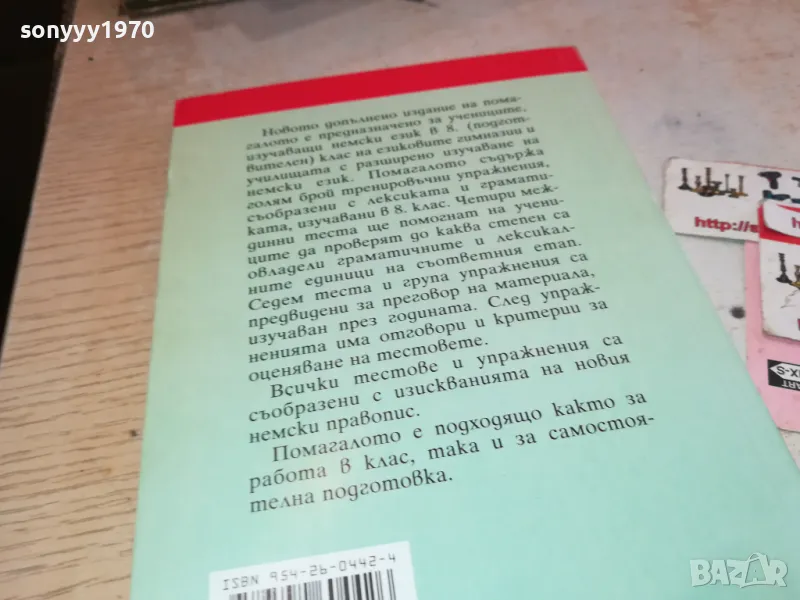 sonyyy1970
Новото допълнено издание на пома-
галото е предназначено за учениците,
изучаващи немски език в 8. (подгот-
вителен) клас на езиковите гимназии и
училищата с разширено изучаване на
немски език. Помагалото съдържа
голям брой тренировъчни упражнения,
съобразени с лексиката и грамати-
ката, изучавани в 8. клас. Четири меж-
динни теста ще помогнат на учени-
ците да проверят до каква степен са
овладели граматичните и лексикал-
ните единици на съответния етап.
Седем теста и група упражнения са
предвидени за преговор на материала,
изучаван през годината. След упраж-
ненията има отговори и критерии за
оценяване на тестовете.
Всички тестове и упражнения са
съобразени с изискванията на новия
немски правопис.
Помагалото е подходящо както за
работа в клас, така и за самостоя-
телна подготовка.
ISBN 954-26-0442-4
http://s
BAZAR
bg